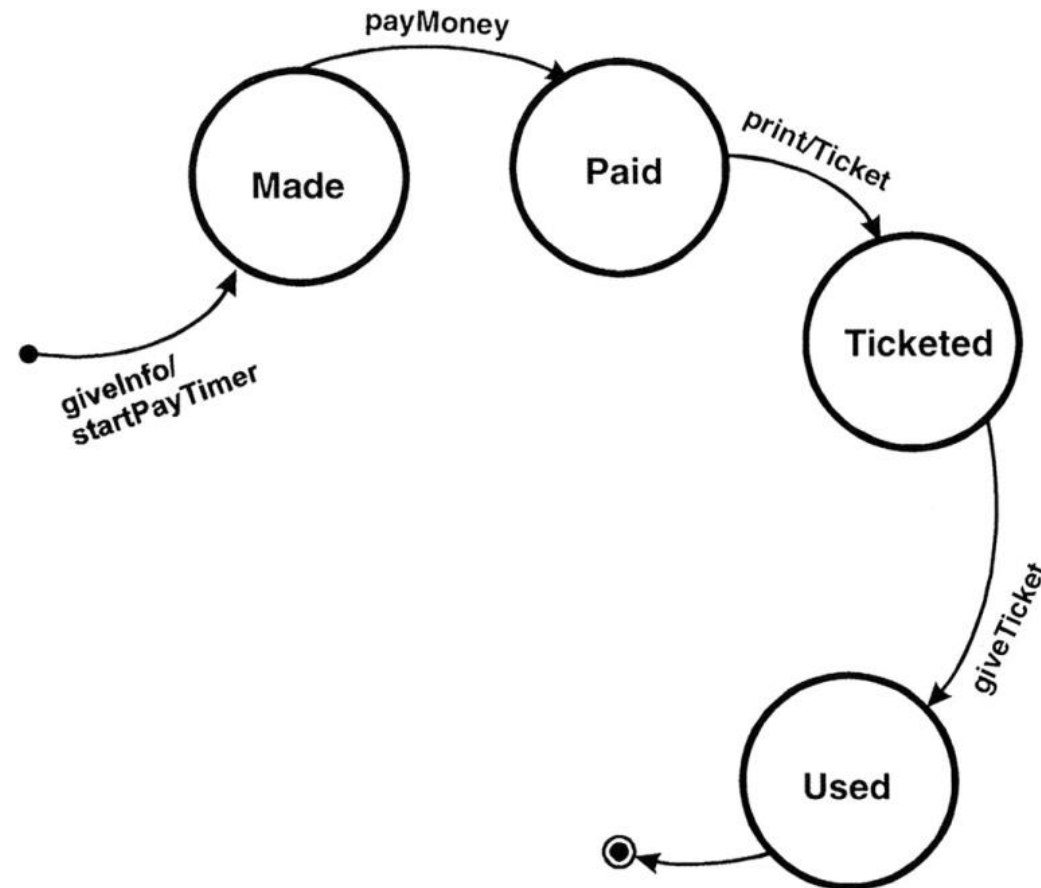 payMoney
Made
Paid
print/Ticket
Ticketed
giveInfo/
startPayTimer
giveTicket
Used